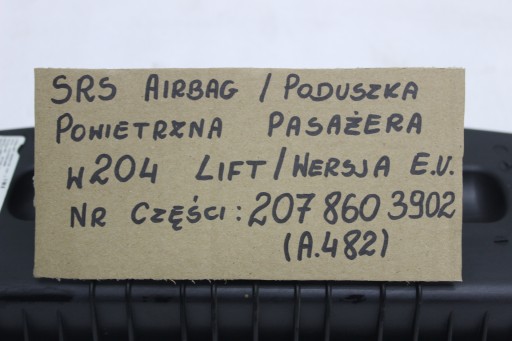 SRS AIRBAG / PODUSZKA
POWIETRZNA PASAŻERA
W204 LIFT / WERSJA E.U.
NR CZĘŚCI: 207 860 3902
(A.482)